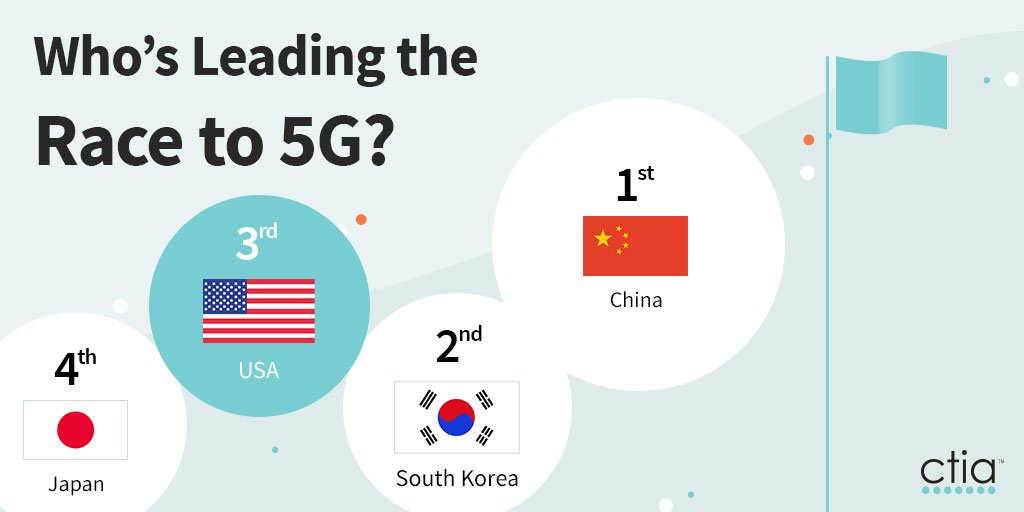 Who's Leading the
Race to 5G?
1st
China
3rd
USA
2nd
South Korea
4th
Japan
ctia™